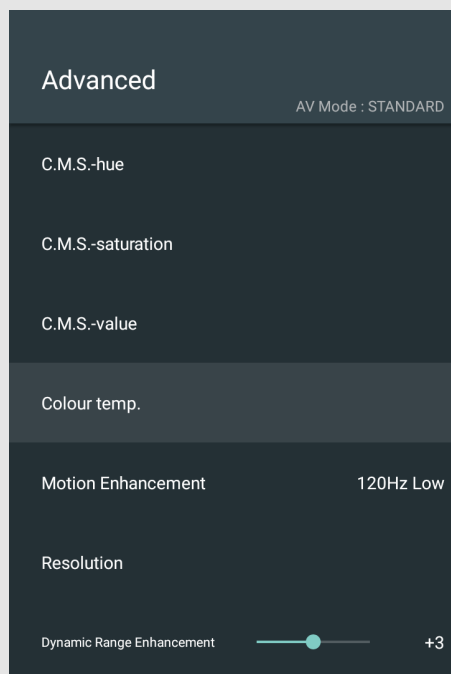 Advanced
AV Mode : STANDARD
C.M.S.-hue
C.M.S.-saturation
C.M.S.-value
Colour temp.
Motion Enhancement 120Hz Low
Resolution
Dynamic Range Enhancement +3